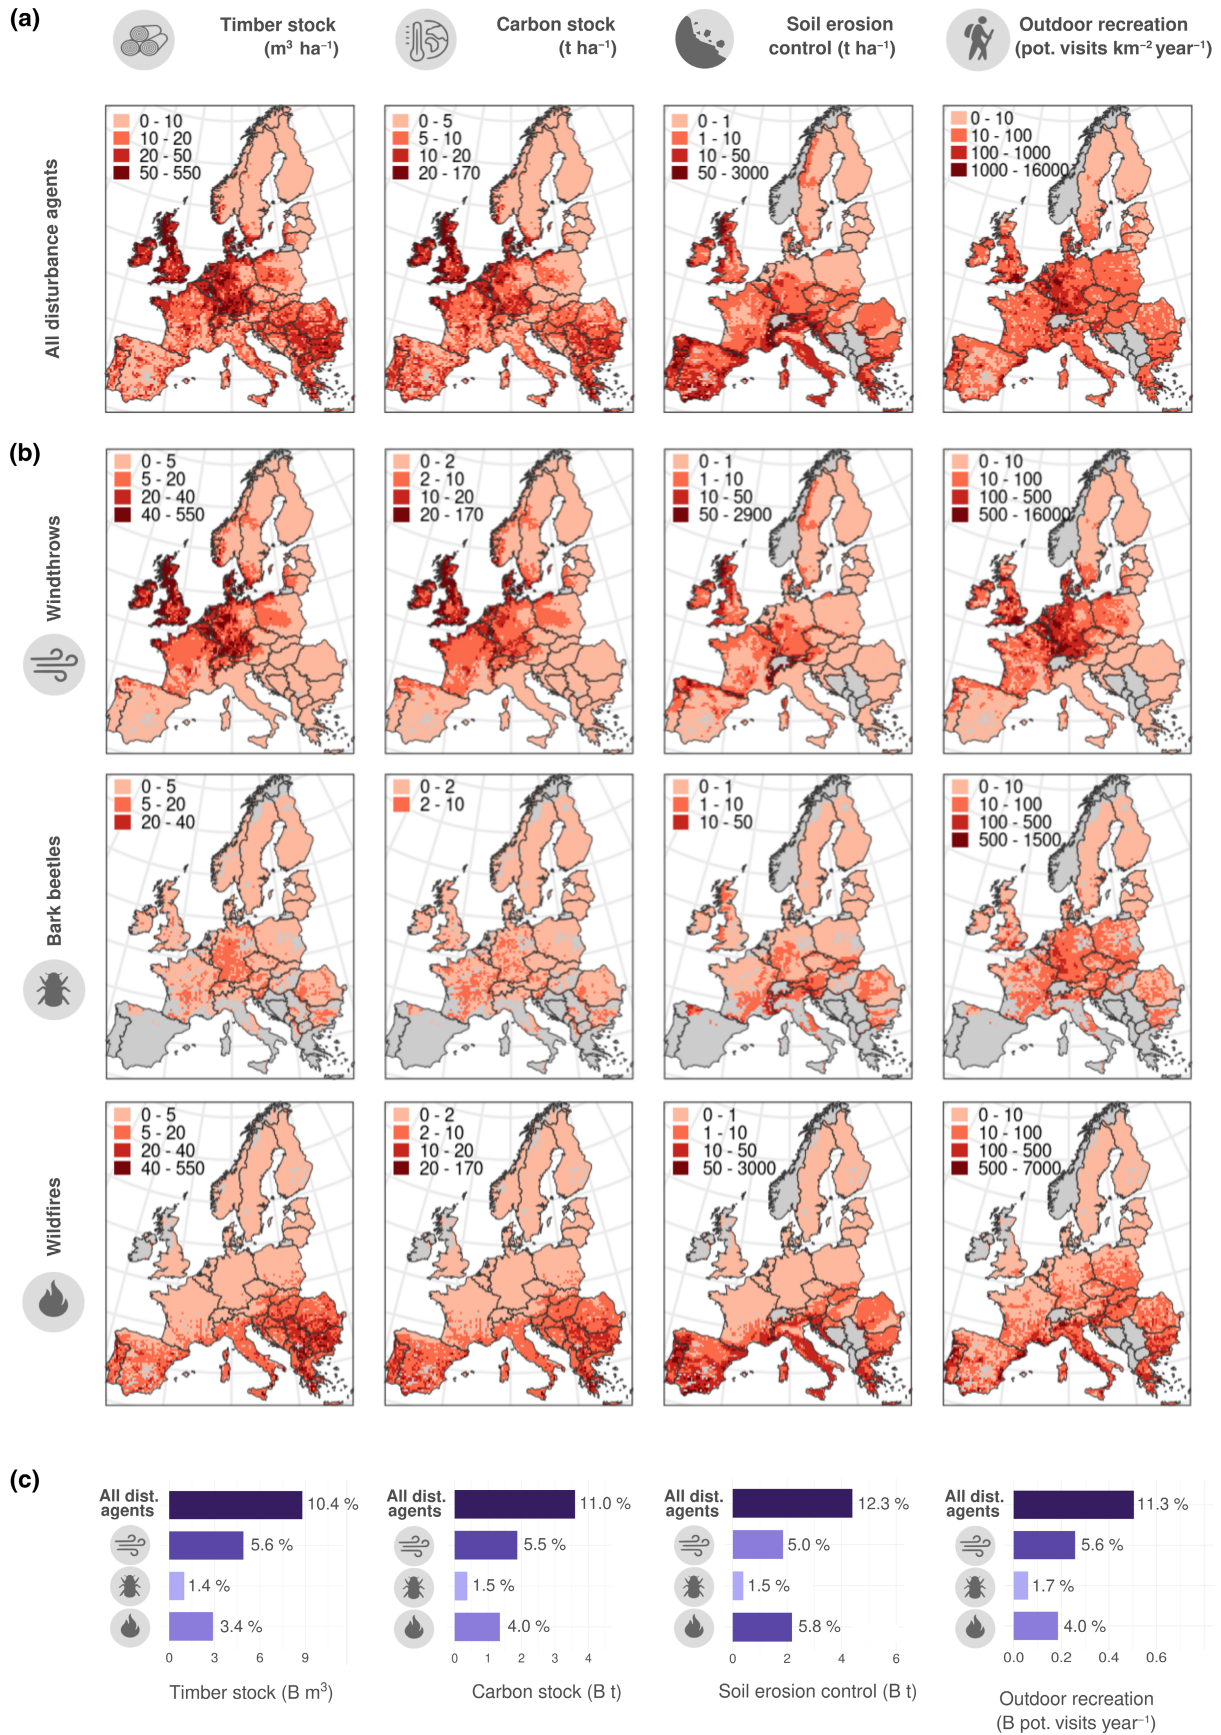 (a)
Timber stock
(m³ ha⁻¹)
Carbon stock
(t ha⁻¹)
Soil erosion
control (t ha⁻¹)
Outdoor recreation
(pot. visits km⁻² year⁻¹)
All disturbance agents
0 - 10
10 - 20
20 - 50
50 - 550
0 - 5
5 - 10
10 - 20
20 - 170
0 - 1
1 - 10
10 - 50
50 - 3000
0 - 10
10 - 100
100 - 1000
1000 - 16000
(b)
Windthrows
0 - 5
5 - 20
20 - 40
40 - 550
0 - 2
2 - 10
10 - 20
20 - 170
0 - 1
1 - 10
10 - 50
50 - 2900
0 - 10
10 - 100
100 - 500
500 - 16000
Bark beetles
0 - 5
5 - 20
20 - 40
0 - 2
2 - 10
0 - 1
1 - 10
10 - 50
0 - 10
10 - 100
100 - 500
500 - 1500
Wildfires
0 - 5
5 - 20
20 - 40
40 - 550
0 - 2
2 - 10
10 - 20
20 - 170
0 - 1
1 - 10
10 - 50
50 - 3000
0 - 10
10 - 100
100 - 500
500 - 7000
(c)
All dist.
agents
10.4 %
5.6 %
1.4 %
3.4 %
0 3 6 9
Timber stock (B m³)
All dist.
agents
11.0 %
5.5 %
1.5 %
4.0 %
0 1 2 3 4
Carbon stock (B t)
All dist.
agents
12.3 %
5.0 %
1.5 %
5.8 %
0 2 4 6
Soil erosion control (B t)
All dist.
agents
11.3 %
5.6 %
1.7 %
4.0 %
0.0 0.2 0.4 0.6
Outdoor recreation
(B pot. visits year⁻¹)